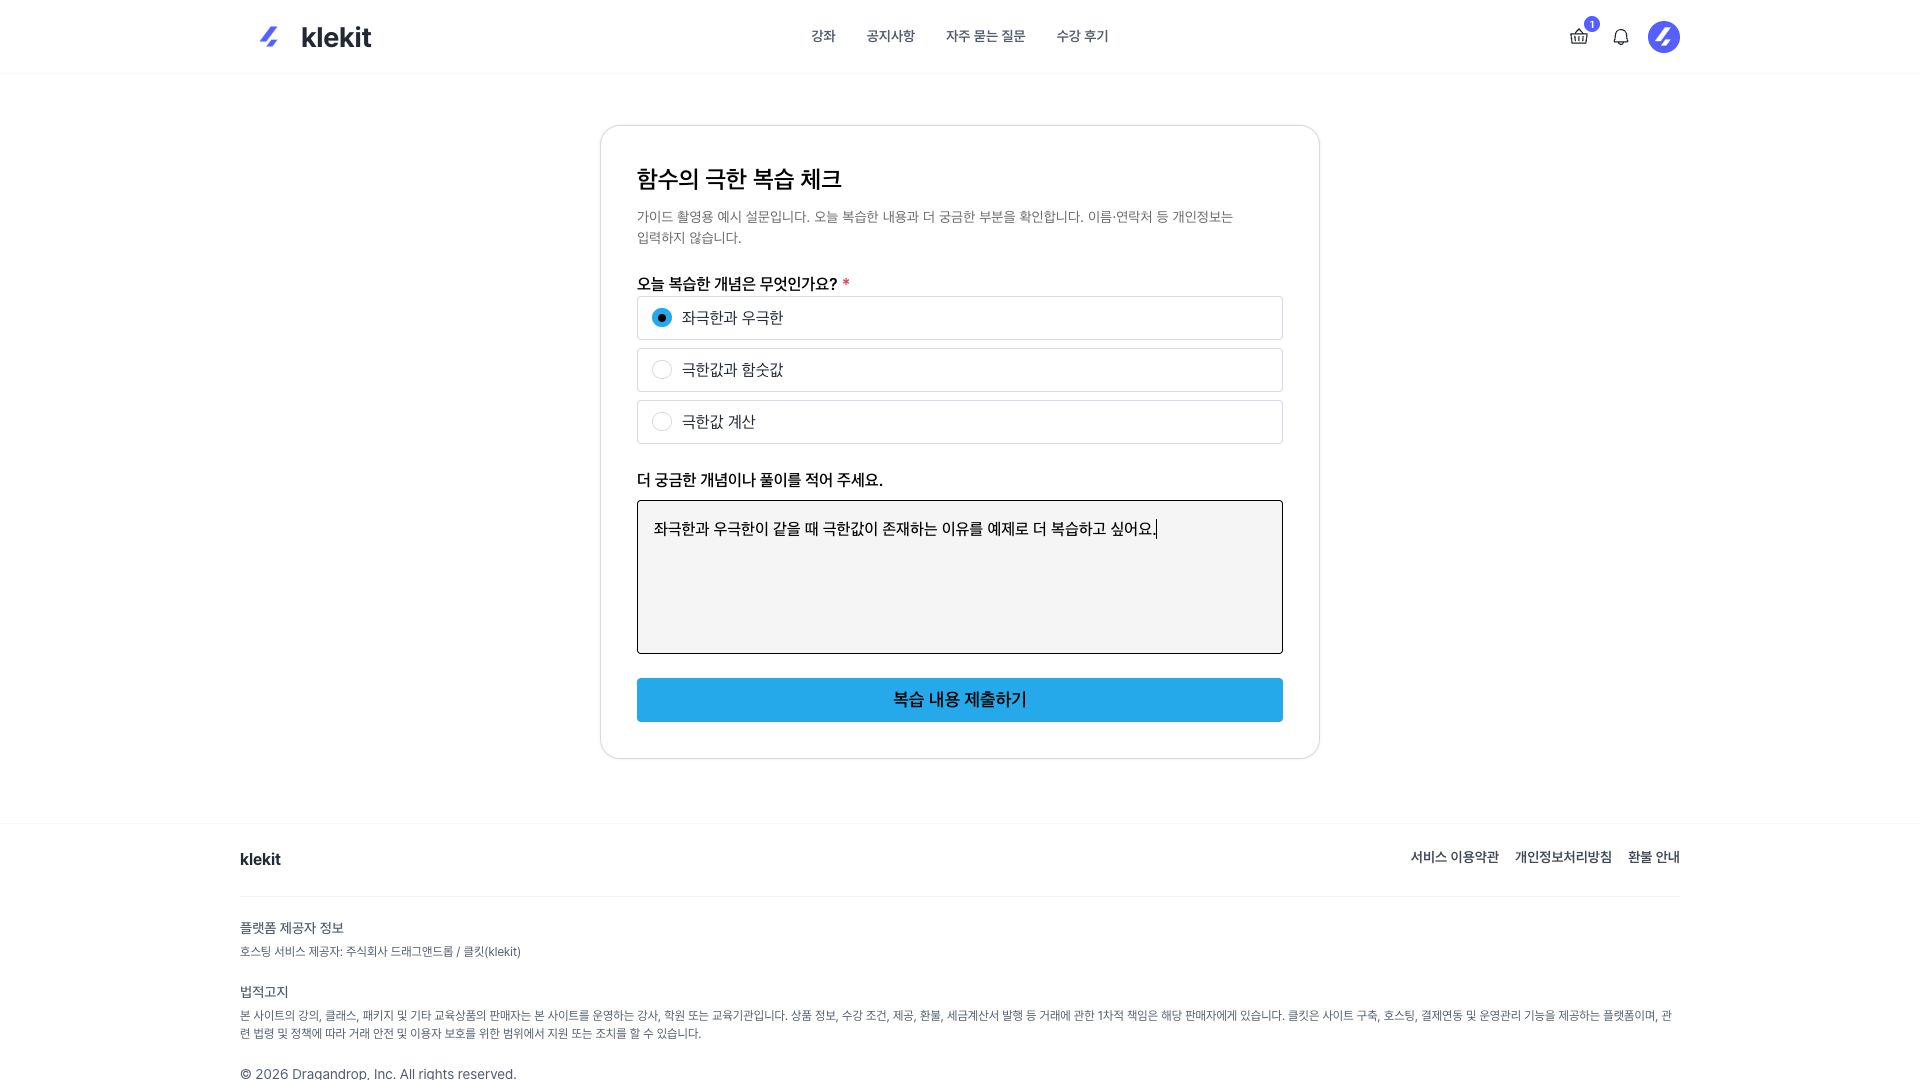 klekit
강좌
공지사항
자주 묻는 질문
수강 후기
1
함수의 극한 복습 체크
가이드 촬영용 예시 설문입니다. 오늘 복습한 내용과 더 궁금한 부분을 확인합니다. 이름·연락처 등 개인정보는
입력하지 않습니다.
오늘 복습한 개념은 무엇인가요? *
좌극한과 우극한
극한값과 함숫값
극한값 계산
더 궁금한 개념이나 풀이를 적어 주세요.
좌극한과 우극한이 같을 때 극한값이 존재하는 이유를 예제로 더 복습하고 싶어요.
복습 내용 제출하기
klekit
서비스 이용약관
개인정보처리방침
환불 안내
플랫폼 제공자 정보
호스팅 서비스 제공자: 주식회사 드래그앤드롭 / 클킷(klekit)
법적고지
본 사이트의 강의, 클래스, 패키지 및 기타 교육상품의 판매자는 본 사이트를 운영하는 강사, 학원 또는 교육기관입니다. 상품 정보, 수강 조건, 제공, 환불, 세금계산서 발행 등 거래에 관한 1차적 책임은 해당 판매자에게 있습니다. 클킷은 사이트 구축, 호스팅, 결제연동 및 운영관리 기능을 제공하는 플랫폼이며, 관
련 법령 및 정책에 따라 거래 안전 및 이용자 보호를 위한 범위에서 지원 또는 조치를 할 수 있습니다.
© 2026 Dragandrop, Inc. All rights reserved.